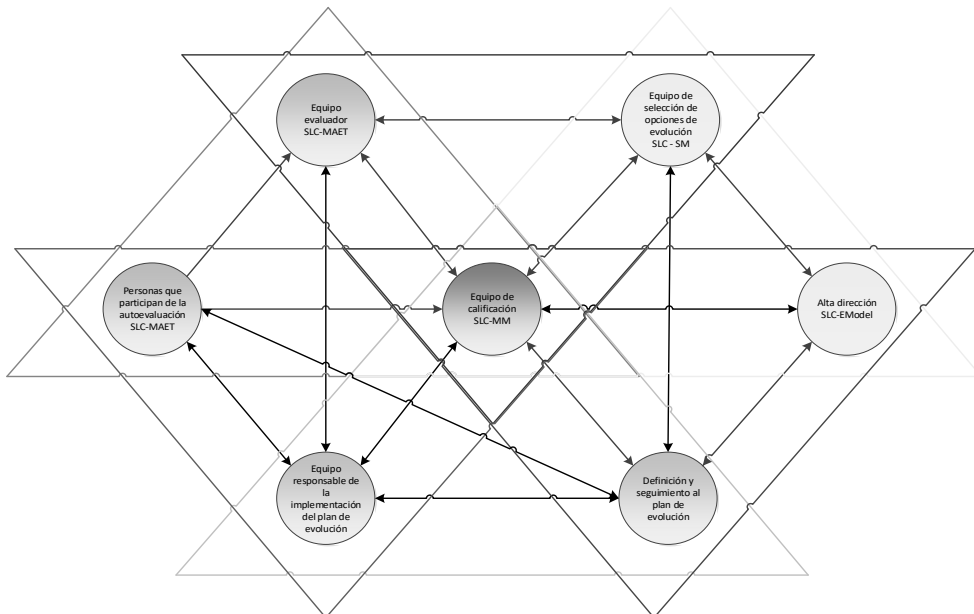 Equipo
evaluador
SLC-MAET
Equipo de
selección de
opciones de
evolución
SLC - SM
Personas que
participan de la
autoevaluación
SLC-MAET
Equipo de
calificación
SLC-MM
Alta dirección
SLC-EModel
Equipo
responsable de
la
implementación
del plan de
evolución
Definición y
seguimiento al
plan de
evolución